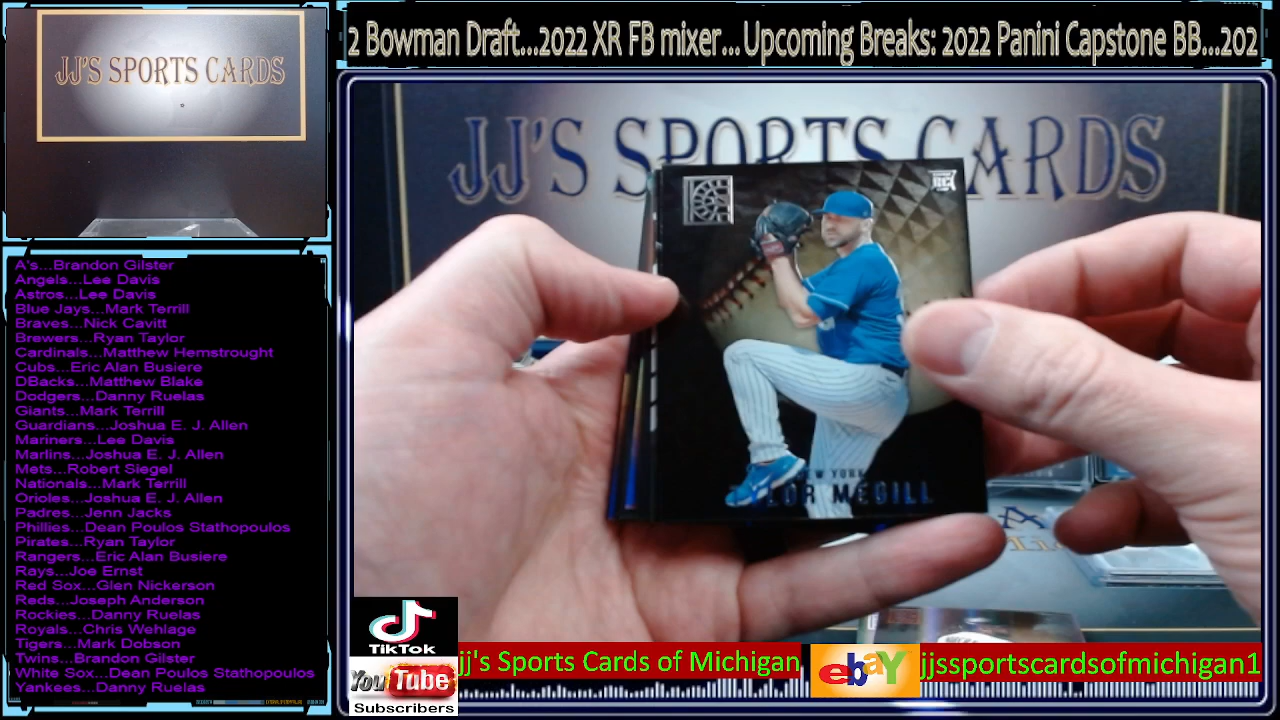 JJ'S SPORTS CARDS
2 Bowman Draft...2022 XR FB mixer...Upcoming Breaks: 2022 Panini Capstone BB...202
JJ'S SPORTS CARDS
RC
NEW YORK
TYLOR MEGILL
A's...Brandon Gilster
Angels...Lee Davis
Astros...Lee Davis
Blue Jays...Mark Terrill
Braves...Nick Cavitt
Brewers...Ryan Taylor
Cardinals...Matthew Hemstrought
Cubs...Eric Alan Busiere
DBacks...Matthew Blake
Dodgers...Danny Ruelas
Giants...Mark Terrill
Guardians...Joshua E. J. Allen
Mariners...Lee Davis
Marlins...Joshua E. J. Allen
Mets...Robert Siegel
Nationals...Mark Terrill
Orioles...Joshua E. J. Allen
Padres...Jenn Jacks
Phillies...Dean Poulos Stathopoulos
Pirates...Ryan Taylor
Rangers...Eric Alan Busiere
Rays...Joe Ernst
Red Sox...Glen Nickerson
Reds...Joseph Anderson
Rockies...Danny Ruelas
Royals...Chris Wehlage
Tigers...Mark Dobson
Twins...Brandon Gilster
White Sox...Dean Poulos Stathopoulos
Yankees...Danny Ruelas
TikTok
YouTube
Subscribers
jj's Sports Cards of Michigan
ebaY
jjssportscardsofmichigan1